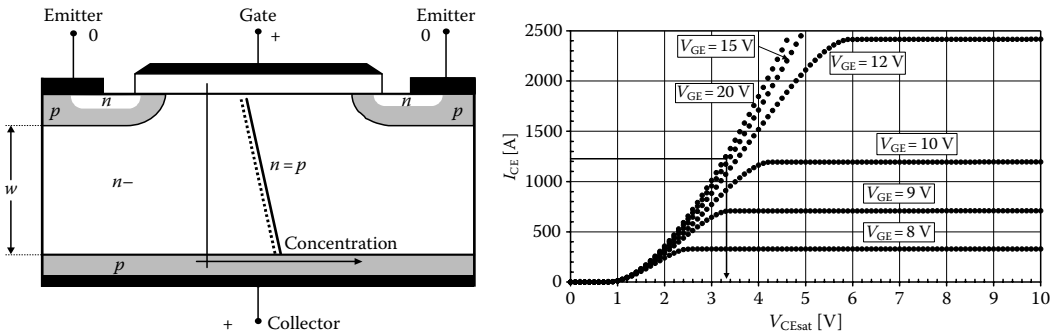 Emitter
Gate
Emitter
0
+
0
n
n
p
p
w
n–
n = p
Concentration
p
+
Collector
2500
2000
1500
1000
500
0
I_CE [A]
V_GE = 15 V
V_GE = 12 V
V_GE = 20 V
V_GE = 10 V
V_GE = 9 V
V_GE = 8 V
0 1 2 3 4 5 6 7 8 9 10
V_CEsat [V]